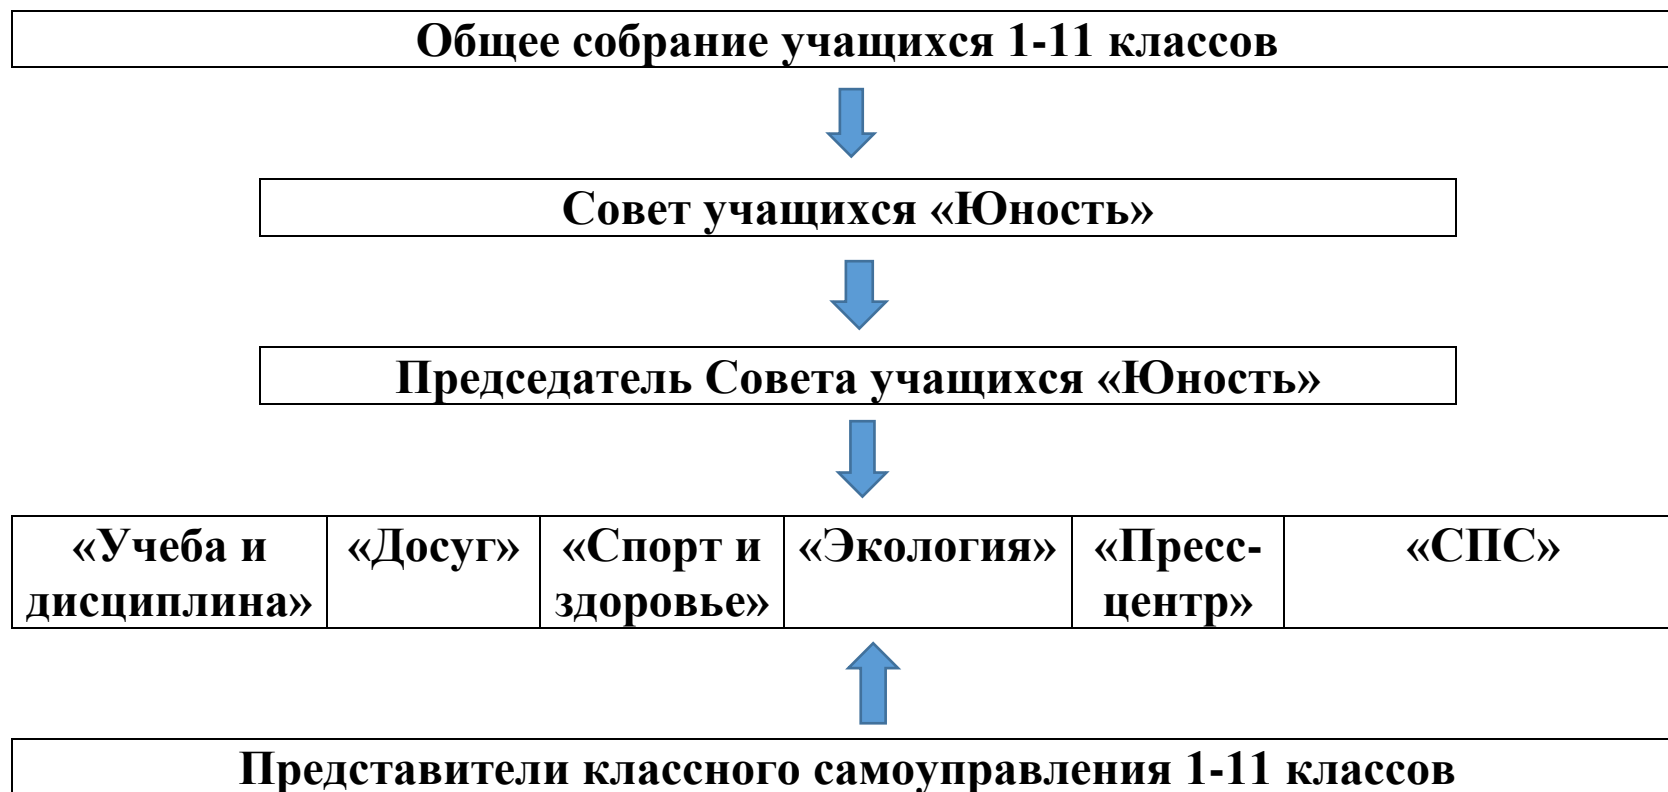 Общее собрание учащихся 1-11 классов
Совет учащихся «Юность»
Председатель Совета учащихся «Юность»
«Учеба и
дисциплина»
«Досуг»
«Спорт и
здоровье»
«Экология»
«Пресс-
центр»
«СПС»
Представители классного самоуправления 1-11 классов